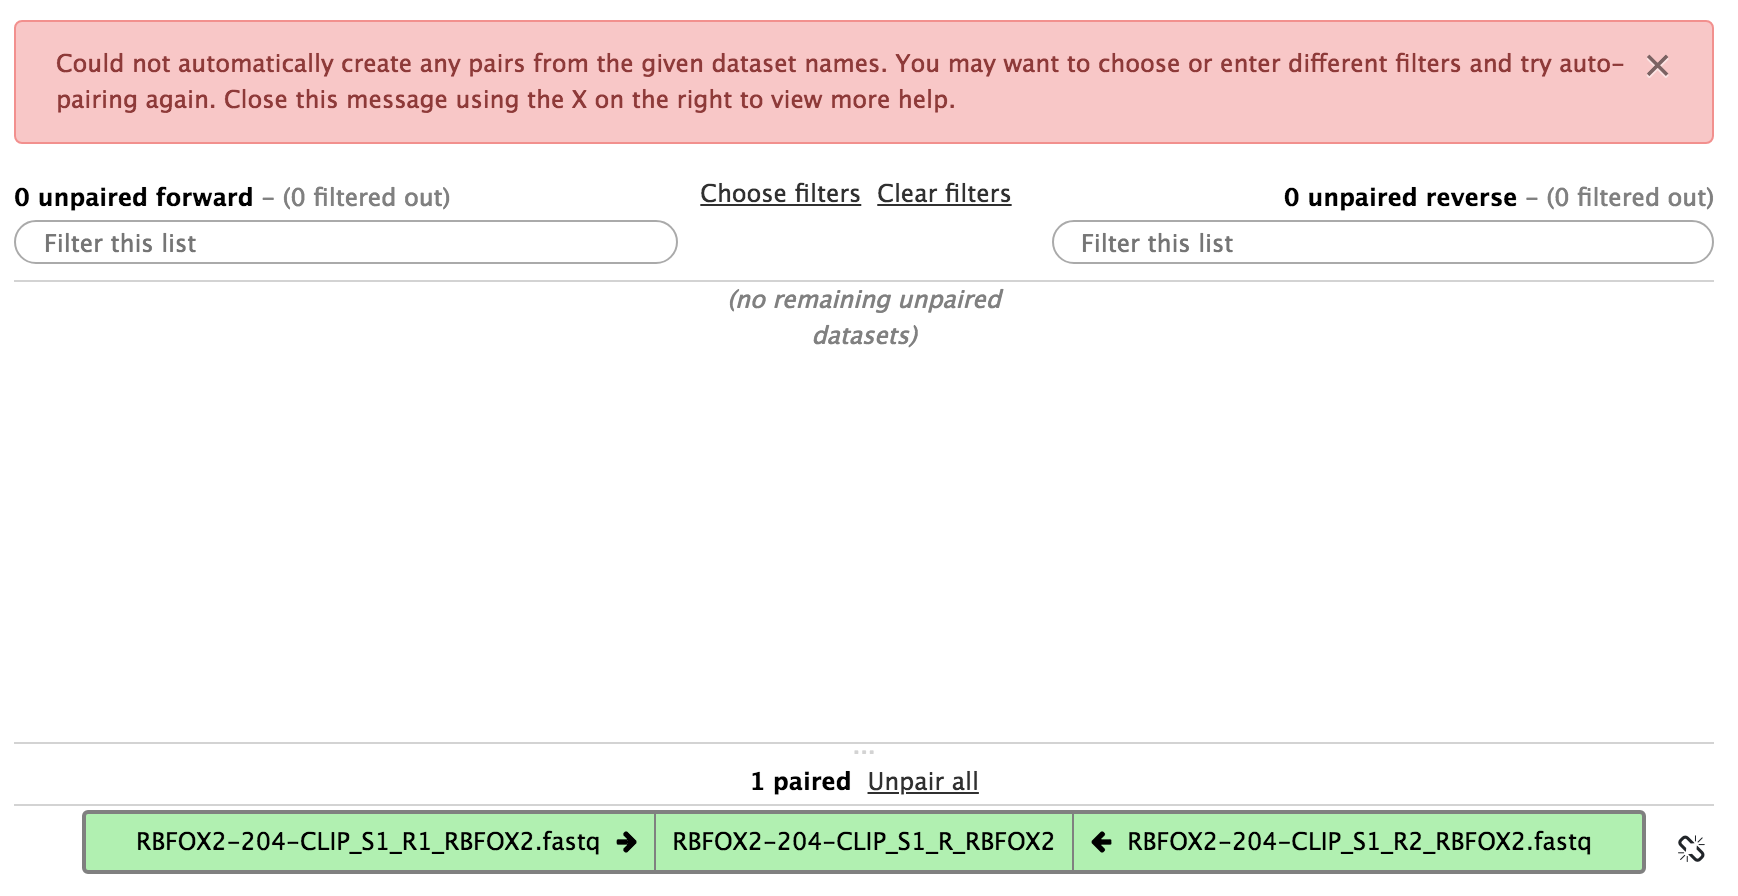 Could not automatically create any pairs from the given dataset names. You may want to choose or enter different filters and try auto-
pairing again. Close this message using the X on the right to view more help.
0 unpaired forward – (0 filtered out)
Choose filters Clear filters
0 unpaired reverse – (0 filtered out)
Filter this list
Filter this list
(no remaining unpaired
datasets)
1 paired Unpair all
RBFOX2-204-CLIP_S1_R1_RBFOX2.fastq → RBFOX2-204-CLIP_S1_R_RBFOX2 ← RBFOX2-204-CLIP_S1_R2_RBFOX2.fastq